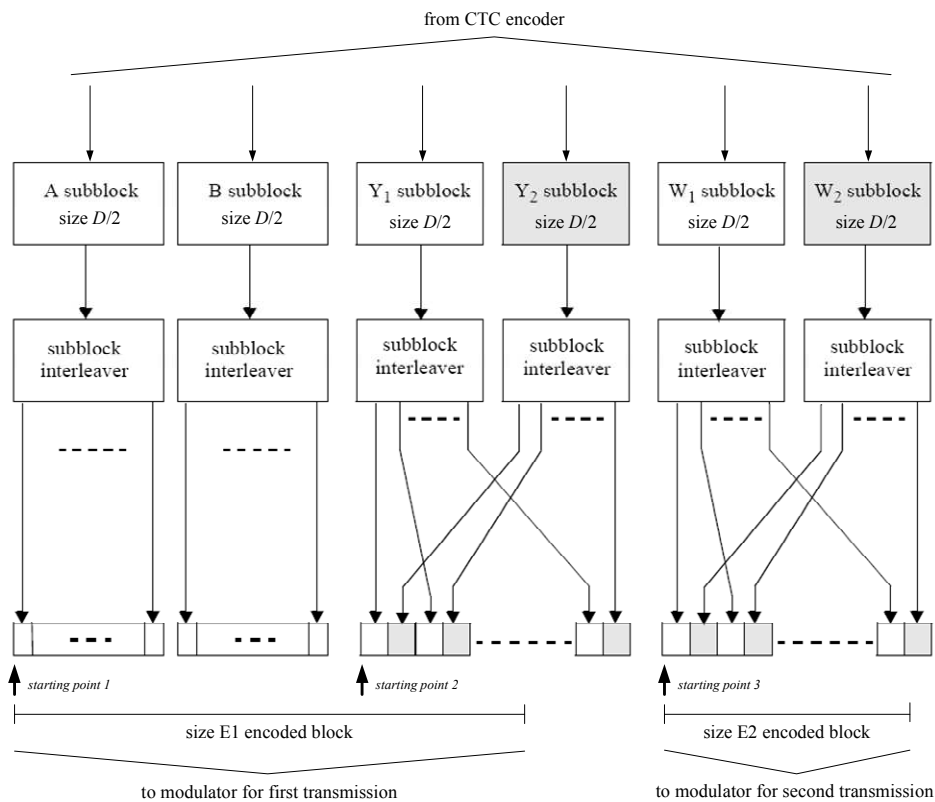 from CTC encoder
A subblock
size D/2
B subblock
size D/2
Y1 subblock
size D/2
Y2 subblock
size D/2
W1 subblock
size D/2
W2 subblock
size D/2
subblock
interleaver
subblock
interleaver
subblock
interleaver
subblock
interleaver
subblock
interleaver
subblock
interleaver
starting point 1
starting point 2
starting point 3
size E1 encoded block
size E2 encoded block
to modulator for first transmission
to modulator for second transmission